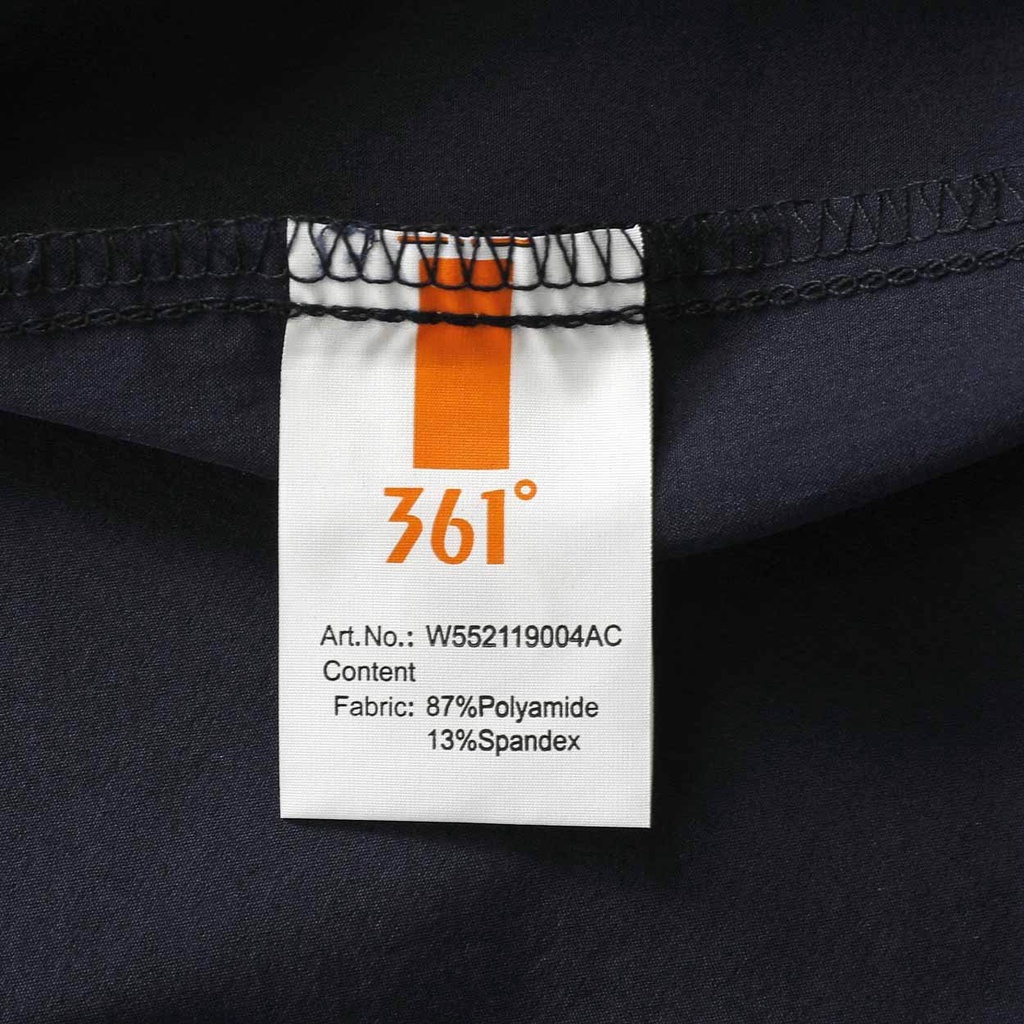 361°
Art.No.: W552119004AC
Content
Fabric: 87%Polyamide
13%Spandex